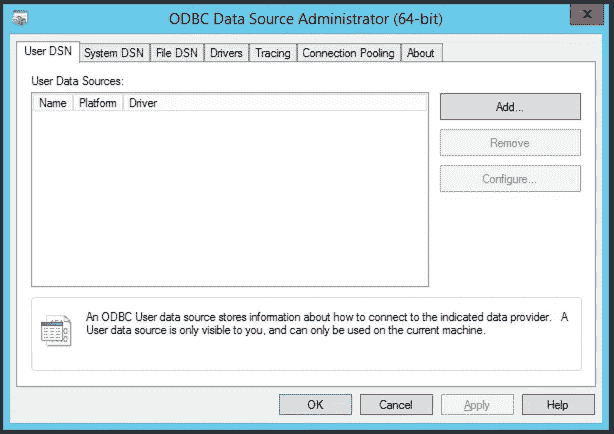 ODBC Data Source Administrator (64-bit)
x
User DSN System DSN File DSN Drivers Tracing Connection Pooling About
User Data Sources:
Name Platform Driver
Add...
Remove
Configure...
An ODBC User data source stores information about how to connect to the indicated data provider. A
User data source is only visible to you, and can only be used on the current machine.
OK Cancel Apply Help